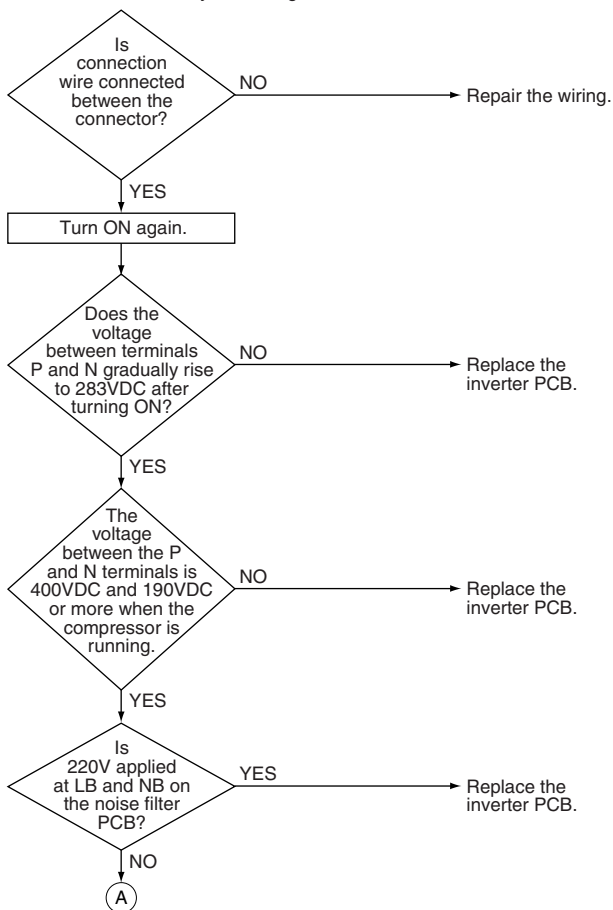 Is
connection
wire connected
between the
connector?
NO
Repair the wiring.
YES
Turn ON again.
Does the
voltage
between terminals
P and N gradually rise
to 283VDC after
turning ON?
NO
Replace the
inverter PCB.
YES
The
voltage
between the P
and N terminals is
400VDC and 190VDC
or more when the
compressor is
running.
NO
Replace the
inverter PCB.
YES
Is
220V applied
at LB and NB on
the noise filter
PCB?
YES
Replace the
inverter PCB.
NO
A